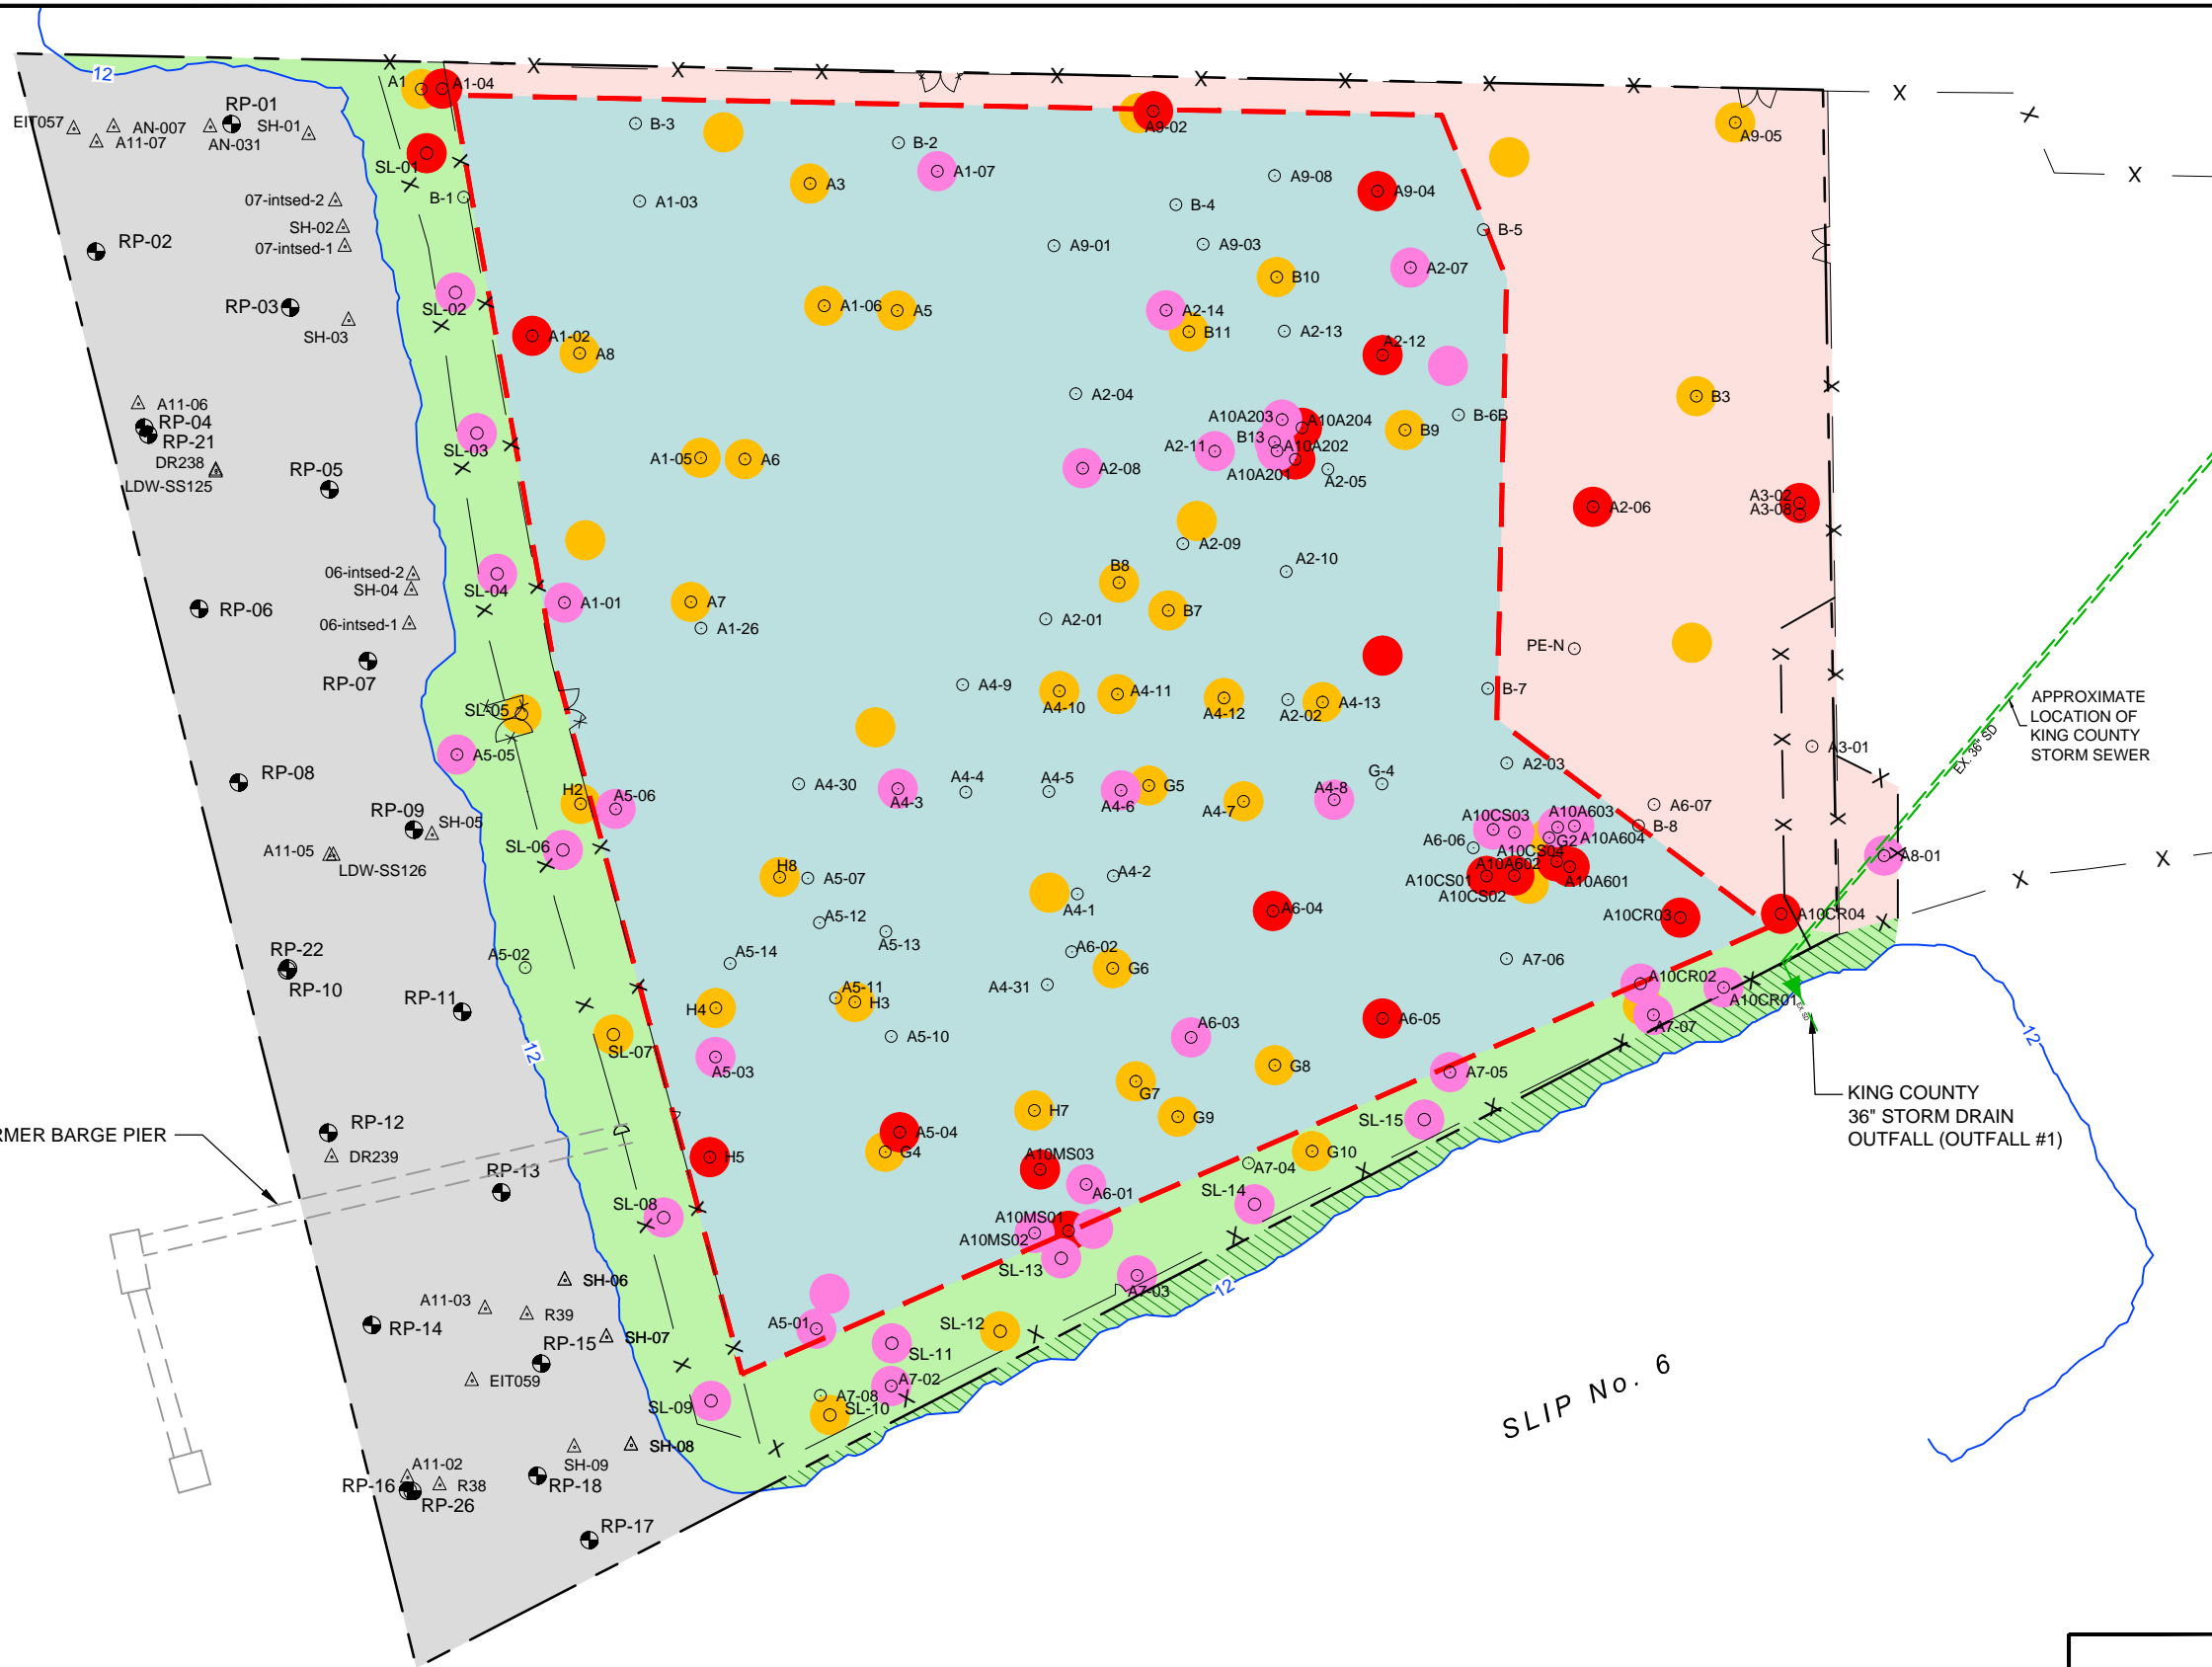 12
X
X
X
X
X
X
X
X
X
X
X
X
A1
A1-04
RP-01
EIT057
AN-007
A11-07
AN-031
SH-01
SL-01
B-3
B-2
A9-02
A9-05
A3
A1-07
A9-08
A9-04
07-intsed-2
B-1
A1-03
B-4
SH-02
RP-02
07-intsed-1
A9-01
A9-03
B-5
B10
A2-07
RP-03
SL-02
A1-06
A5
A2-14
SH-03
A1-02
A8
B11
A2-13
A2-12
A11-06
A2-04
B3
RP-04
RP-21
A10A203
A10A204
B-6B
B9
B13
A10A202
SL-03
A2-11
DR238
RP-05
A1-05
A6
A2-08
A10A201
A2-05
LDW-SS125
A2-06
A3-02
A3-08
A2-09
A2-10
06-intsed-2
SH-04
SL-04
B8
RP-06
A1-01
A7
B7
06-intsed-1
A1-26
A2-01
PE-N
RP-07
A4-9
A4-10
A4-11
A4-12
A2-02
A4-13
B-7
SL-05
APPROXIMATE
LOCATION OF
KING COUNTY
STORM SEWER
EX. 36" SD
A3-01
A5-05
A2-03
RP-08
H2
A5-06
A4-30
A4-3
A4-4
A4-5
A4-6
G5
A4-7
A4-8
G-4
A6-07
RP-09
SH-05
A10CS03
A10A603
B-8
A10A604
A6-06
G2
A11-05
SL-06
A10CS04
A8-01
LDW-SS126
A10A602
H8
A5-07
A4-2
A10CS01
A10A601
A10CS02
A4-1
A6-04
A10CR03
A10CR04
A5-12
A5-13
RP-22
A5-02
A5-14
A6-02
A7-06
RP-10
G6
A4-31
A10CR02
A10CR01
RP-11
H4
A5-11
H3
EX SD
A7-07
12
SL-07
A5-10
A6-03
A6-05
12
A5-03
G8
A7-05
G7
KING COUNTY
36" STORM DRAIN
OUTFALL (OUTFALL #1)
RMER BARGE PIER
RP-12
H7
G9
SL-15
A5-04
DR239
H5
G4
A10MS03
A7-04
G10
RP-13
A6-01
SL-14
SL-08
A10MS01
A10MS02
SL-13
SH-06
A7-03
12
A11-03
R39
RP-14
A5-01
SL-12
RP-15
SH-07
SL-11
EIT059
A7-02
A7-08
SL-09
SL-10
SLIP No. 6
SH-08
A11-02
SH-09
RP-16
R38
RP-18
RP-26
RP-17